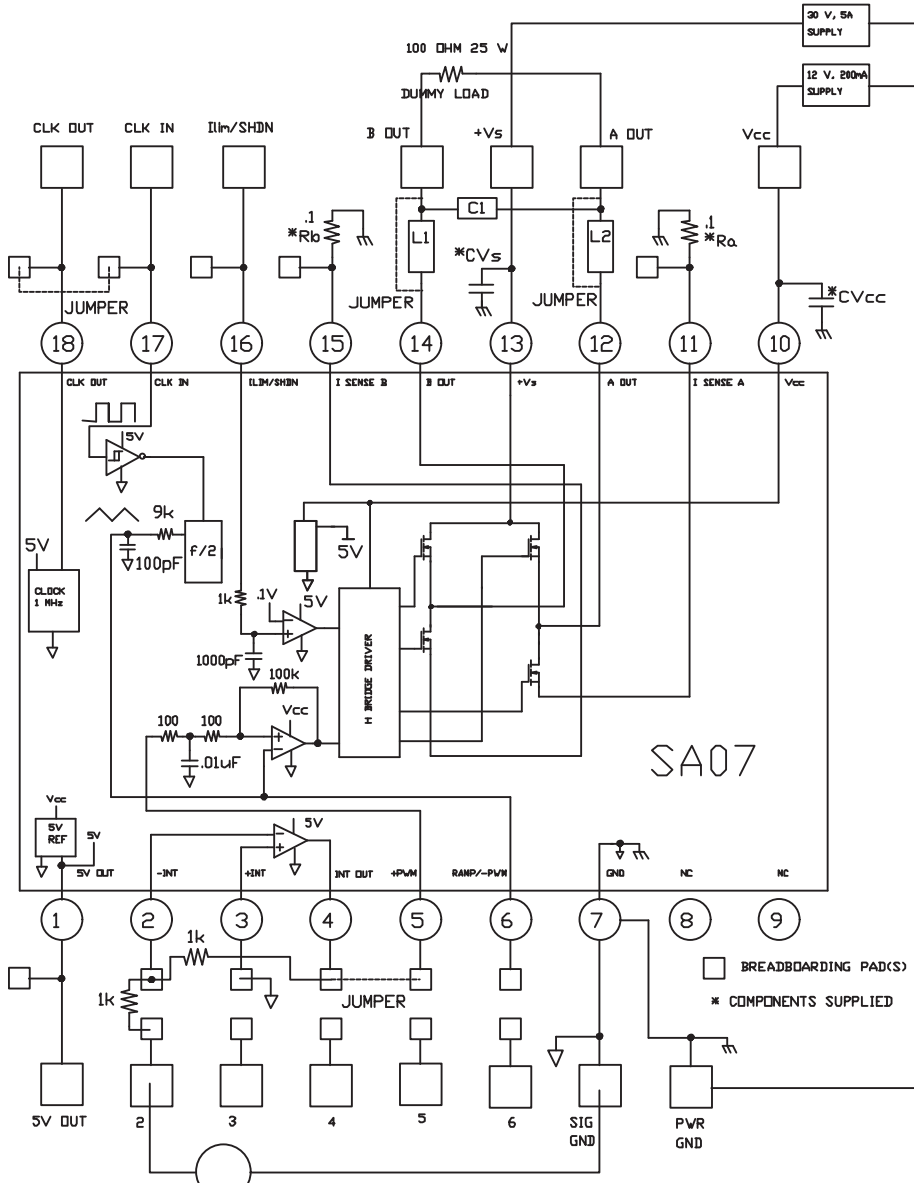 30 V, 5A
SUPPLY
100 OHM 25 W
DUMMY LOAD
12 V, 200mA
SUPPLY
CLK OUT
CLK IN
Ilim/SHDN
B OUT
+Vs
A OUT
Vcc
.1
*Rb
C1
L1
L2
.1
*Ra
*CVs
*CVcc
JUMPER
JUMPER
JUMPER
18
17
16
15
14
13
12
11
10
CLK OUT
CLK IN
ILIM/SHDN
I SENSE B
B OUT
+Vs
A OUT
I SENSE A
Vcc
5V
9k
100pF
f/2
5V
CLOCK
1 MHz
5V
1k
.1V
5V
1000pF
H BRIDGE DRIVER
100k
100
100
Vcc
.01uF
SA07
Vcc
5V
REF
5V
5V OUT
5V
-INT
+INT
INT OUT
+PWM
RAMP/-PWM
GND
NC
NC
1
2
3
4
5
6
7
8
9
1k
1k
JUMPER
BREADBOARDING PAD(S)
* COMPONENTS SUPPLIED
5V OUT
2
3
4
5
6
SIG
GND
PWR
GND